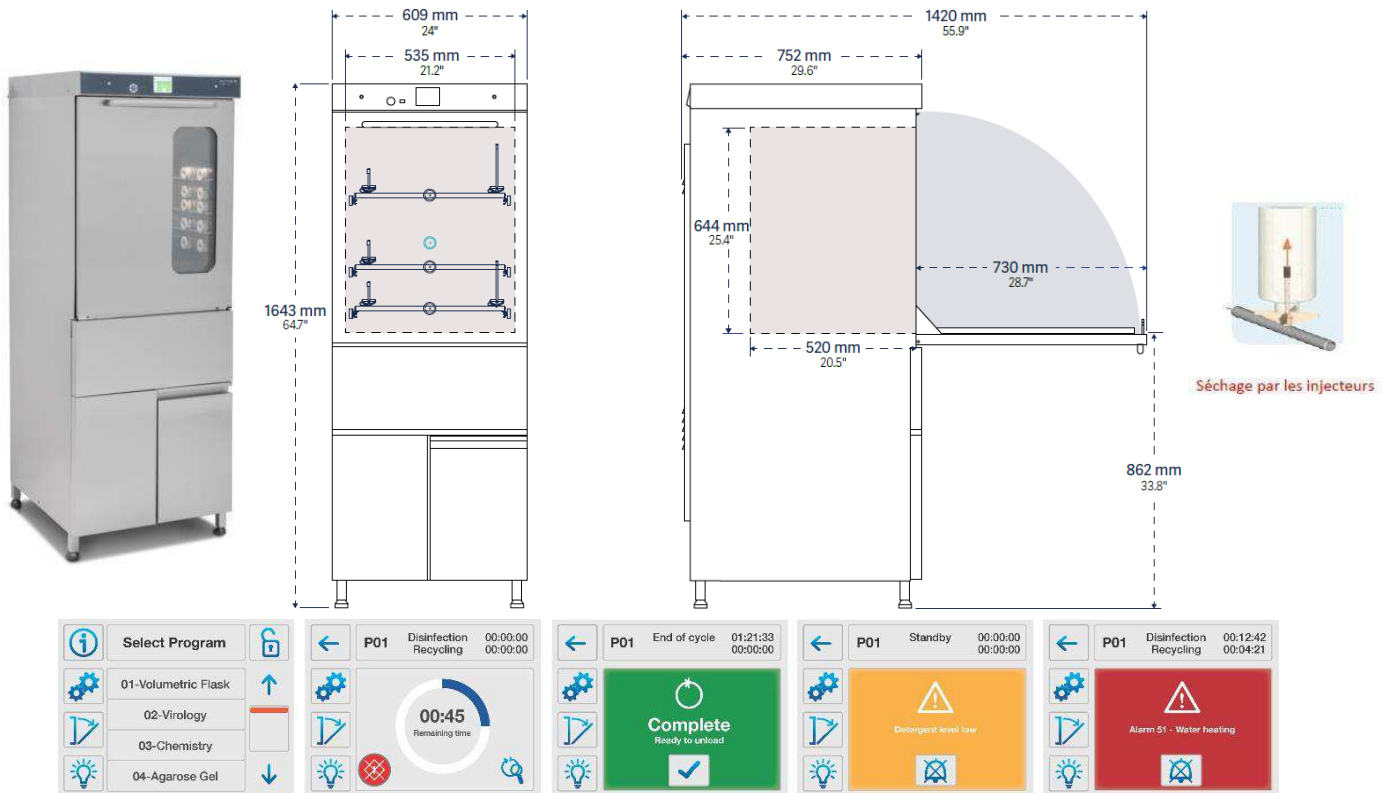 609 mm
24"
535 mm
21.2"
1643 mm
64.7"
1420 mm
55.9"
752 mm
29.6"
644 mm
25.4"
730 mm
28.7"
520 mm
20.5"
862 mm
33.8"
Séchage par les injecteurs
Select Program
01-Volumetric Flask
02-Virology
03-Chemistry
04-Agarose Gel
P01
Disinfection 00:00:00
Recycling 00:00:00
00:45
Remaining time
P01
End of cycle 01:21:33
00:00:00
Complete
Ready to unload
P01
Standby 00:00:00
00:00:00
Detergent level low
P01
Disinfection 00:12:42
Recycling 00:04:21
Alarm 51 - Water heating